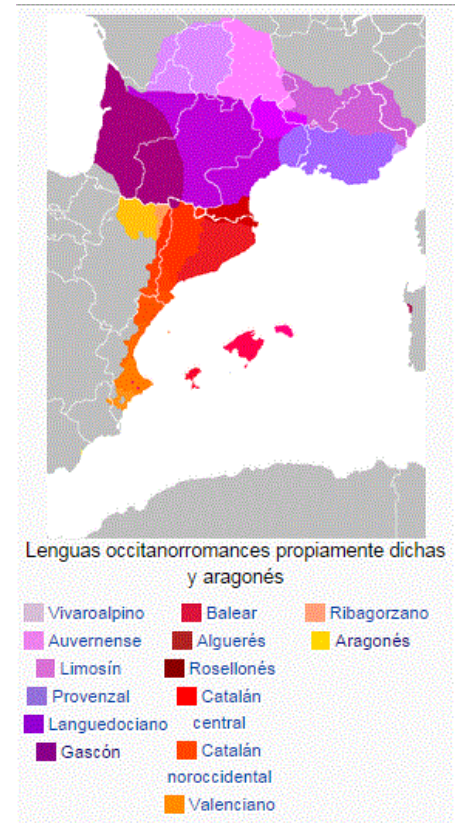 Lenguas occitanorromances propiamente dichas
y aragonés
Vivaroalpino
Auvernense
Limosín
Provenzal
Languedociano
Gascón
Balear
Alguerés
Rosellonés
Catalán
central
Catalán
noroccidental
Valenciano
Ribagorzano
Aragonés